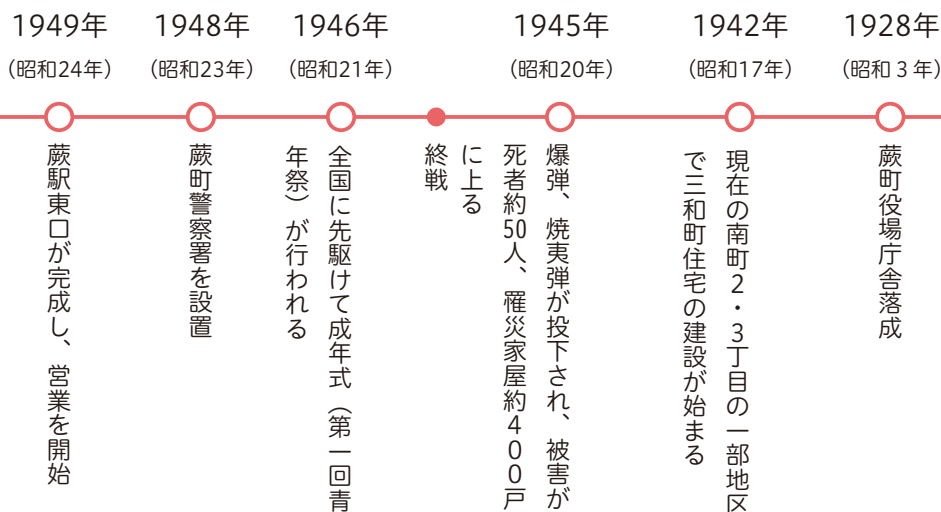 1928年
（昭和３年）
蕨町役場庁舎落成
1942年
（昭和17年）
現在の南町２・３丁目の一部地区
で三和町住宅の建設が始まる
1945年
（昭和20年）
爆弾、焼夷弾が投下され、被害が
死者約50人、罹災家屋約４００戸
に上る
終戦
1946年
（昭和21年）
全国に先駆けて成年式（第一回青
年祭）が行われる
1948年
（昭和23年）
蕨町警察署を設置
1949年
（昭和24年）
蕨駅東口が完成し、営業を開始